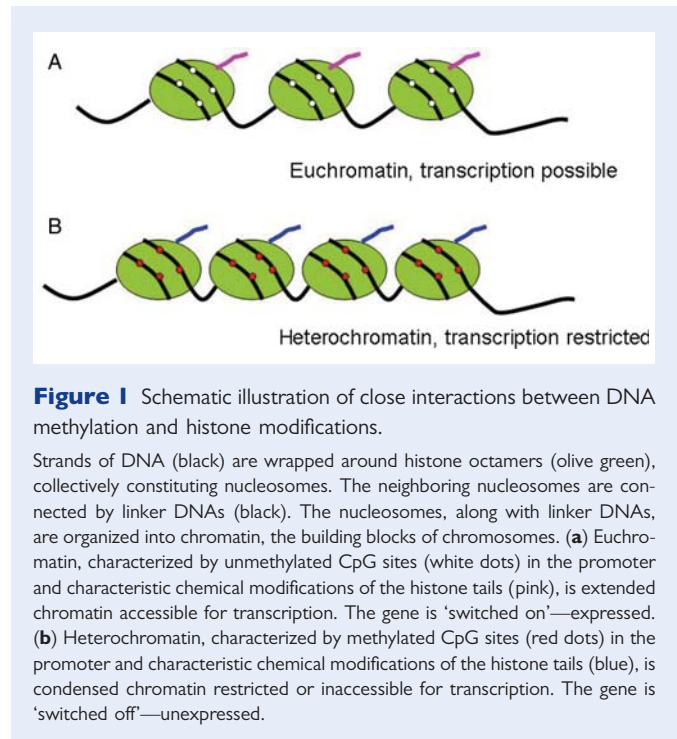 A
Euchromatin, transcription possible
B
Heterochromatin, transcription restricted
Figure 1 Schematic illustration of close interactions between DNA
methylation and histone modifications.
Strands of DNA (black) are wrapped around histone octamers (olive green),
collectively constituting nucleosomes. The neighboring nucleosomes are con-
nected by linker DNAs (black). The nucleosomes, along with linker DNAs,
are organized into chromatin, the building blocks of chromosomes. (a) Euchro-
matin, characterized by unmethylated CpG sites (white dots) in the promoter
and characteristic chemical modifications of the histone tails (pink), is extended
chromatin accessible for transcription. The gene is ‘switched on’—expressed.
(b) Heterochromatin, characterized by methylated CpG sites (red dots) in the
promoter and characteristic chemical modifications of the histone tails (blue), is
condensed chromatin restricted or inaccessible for transcription. The gene is
‘switched off’—unexpressed.